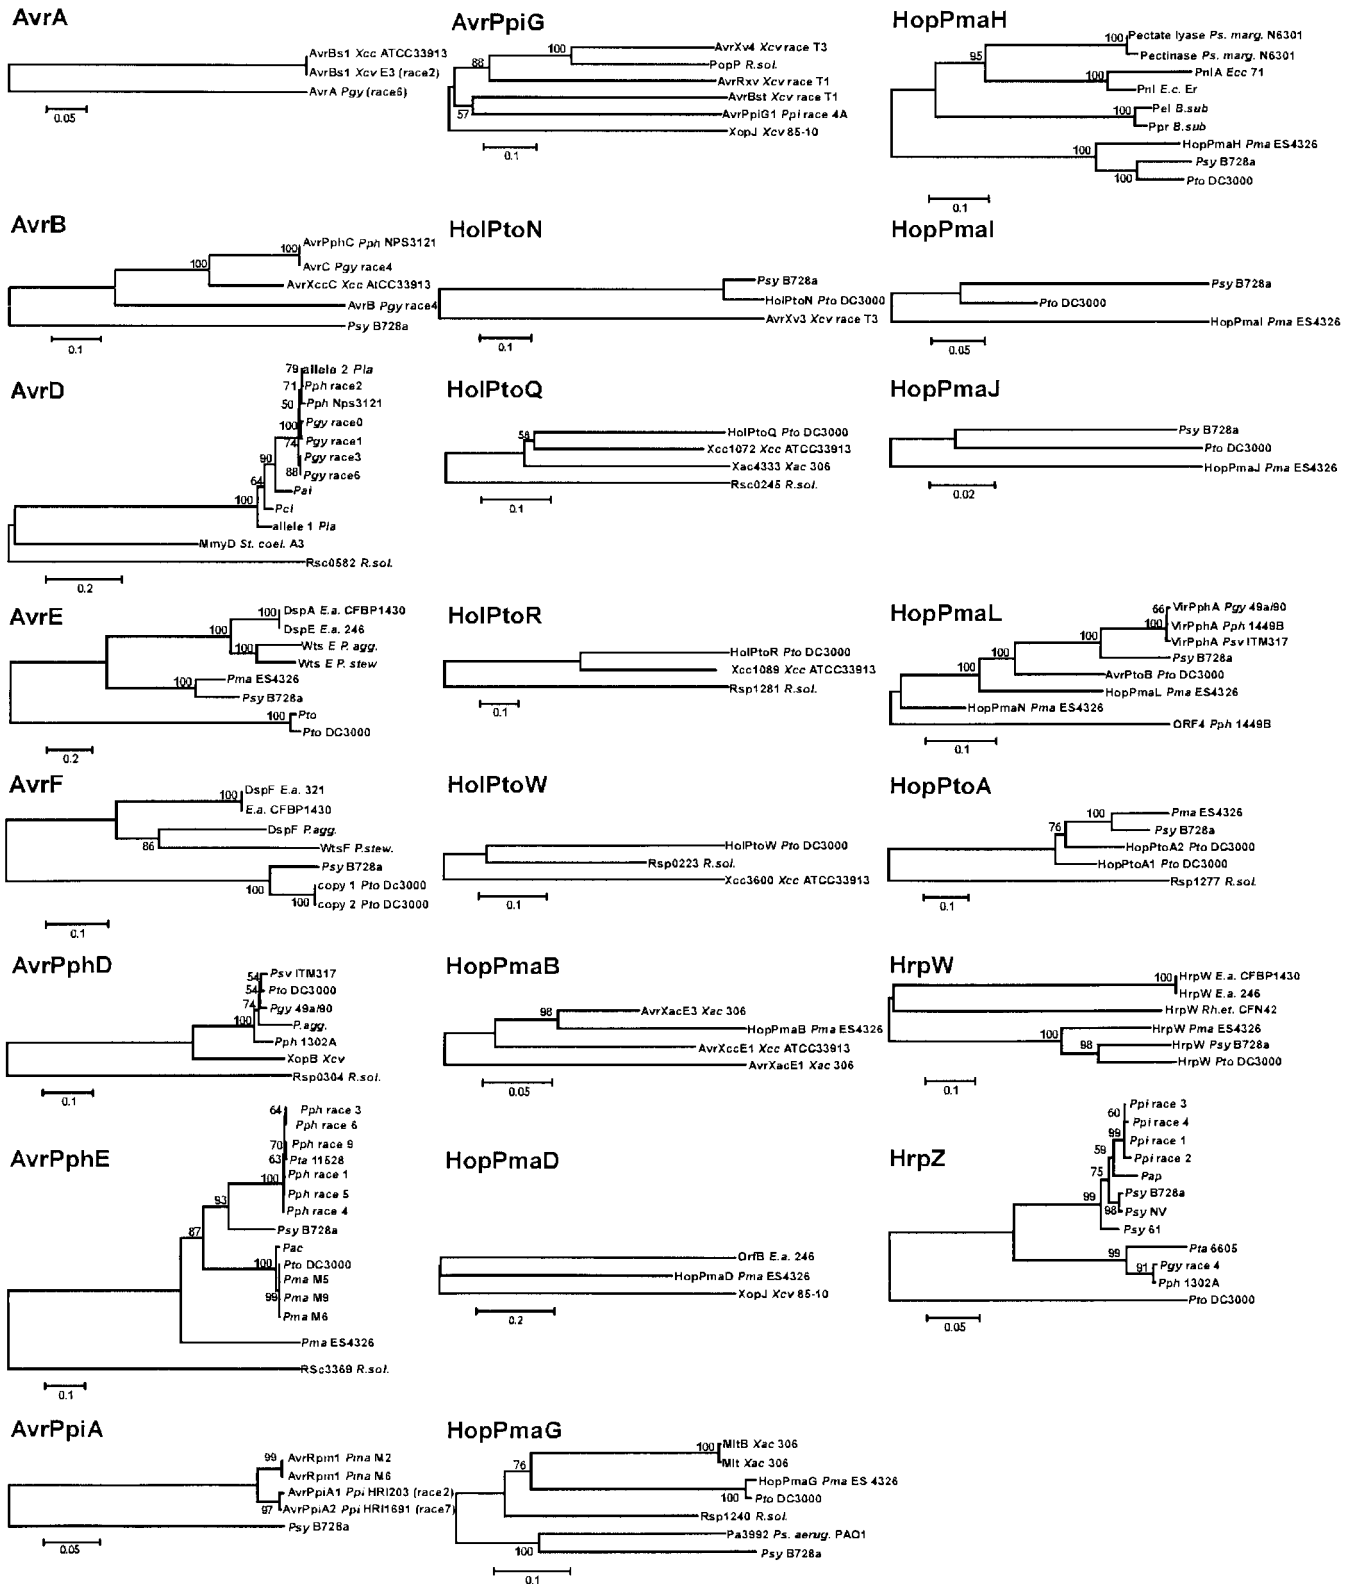 AvrA
AvrBs1 Xcc ATCC33913
AvrBs1 Xcv E3 (race2)
AvrA Pgy (race6)
0.05
AvrB
100
AvrPphC Pph NPS3121
100
AvrC Pgy race4
AvrXccC Xcc AtCC33913
AvrB Pgy race4
Psy B728a
0.1
AvrD
79
allele 2 Pla
71
Pph race2
50
Pph Nps3121
100
Pgy race0
74
Pgy race1
90
Pgy race3
88
Pgy race6
64
Pai
100
Pci
allele 1 Pla
MmyD St. coel. A3
Rsc0582 R.sol.
0.2
AvrE
100
DspA E.a. CFBP1430
100
DspE E.a. 246
100
Wts E P. agg.
Wts E P. stew
100
Pma ES4326
Psy B728a
100
Pto
Pto DC3000
0.2
AvrF
100
DspF E.a. 321
E.a. CFBP1430
DspF P.agg.
86
WtsF P.stew.
Psy B728a
100
copy 1 Pto Dc3000
100
copy 2 Pto DC3000
0.1
AvrPphD
54
Psv ITM317
54
Pto DC3000
74
Pgy 49a/90
100
P.agg.
Pph 1302A
XopB Xcv
Rsp0304 R.sol.
0.1
AvrPphE
64
Pph race 3
Pph race 6
70
Pph race 9
63
Pta 11528
100
Pph race 1
Pph race 5
93
Pph race 4
87
Psy B728a
Pac
100
Pto DC3000
Pma M5
99
Pma M9
Pma M6
Pma ES4326
RSc3369 R.sol.
0.1
AvrPpiA
99
AvrRpm1 Pma M2
AvrRpm1 Pma M6
AvrPpiA1 Ppi HRI203 (race2)
97
AvrPpiA2 Ppi HRI1691 (race7)
Psy B728a
0.05
AvrPpiG
100
AvrXv4 Xcv race T3
88
PopP R.sol.
AvrRxv Xcv race T1
AvrBst Xcv race T1
57
AvrPpiG1 Ppi race 4A
XopJ Xcv 85-10
0.1
HolPtoN
Psy B728a
HolPtoN Pto DC3000
AvrXv3 Xcv race T3
0.1
HolPtoQ
58
HolPtoQ Pto DC3000
Xcc1072 Xcc ATCC33913
Xac4333 Xac 306
Rsc0245 R.sol.
0.1
HolPtoR
HolPtoR Pto DC3000
Xcc1089 Xcc ATCC33913
Rsp1281 R.sol.
0.1
HolPtoW
HolPtoW Pto DC3000
Rsp0223 R.sol.
Xcc3600 Xcc ATCC33913
0.1
HopPmaB
98
AvrXacE3 Xac 306
HopPmaB Pma ES4326
AvrXccE1 Xcc ATCC33913
AvrXacE1 Xac 306
0.05
HopPmaD
OrfB E.a. 246
HopPmaD Pma ES4326
XopJ Xcv 85-10
0.2
HopPmaG
100
MltB Xac 306
76
Mlt Xac 306
HopPmaG Pma ES 4326
100
Pto DC3000
Rsp1240 R.sol.
Pa3992 Ps. aerug. PAO1
100
Psy B728a
0.1
HopPmaH
100
Pectate lyase Ps. marg. N6301
95
Pectinase Ps. marg. N6301
100
PnlA Ecc 71
Pnl E.c. Er
100
Pel B.sub
Ppr B.sub
100
HopPmaH Pma ES4326
Psy B728a
100
Pto DC3000
0.1
HopPmaI
Psy B728a
Pto DC3000
HopPmaI Pma ES4326
0.05
HopPmaJ
Psy B728a
Pto DC3000
HopPmaJ Pma ES4326
0.02
HopPmaL
66
VirPphA Pgy 49a/90
100
VirPphA Pph 1449B
100
VirPphA Psv ITM317
100
Psy B728a
100
AvrPtoB Pto DC3000
HopPmaL Pma ES4326
HopPmaN Pma ES4326
ORF4 Pph 1449B
0.1
HopPtoA
100
Pma ES4326
76
Psy B728a
HopPtoA2 Pto DC3000
HopPtoA1 Pto DC3000
Rsp1277 R.sol.
0.1
HrpW
100
HrpW E.a. CFBP1430
HrpW E.a. 246
HrpW Rh.et. CFN42
100
HrpW Pma ES4326
98
HrpW Psy B728a
HrpW Pto DC3000
0.1
HrpZ
Ppi race 3
60
Ppi race 4
99
Ppi race 1
59
Ppi race 2
75
Pap
99
Psy B728a
98
Psy NV
Psy 61
99
Pta 6605
91
Pgy race 4
Pph 1302A
Pto DC3000
0.05